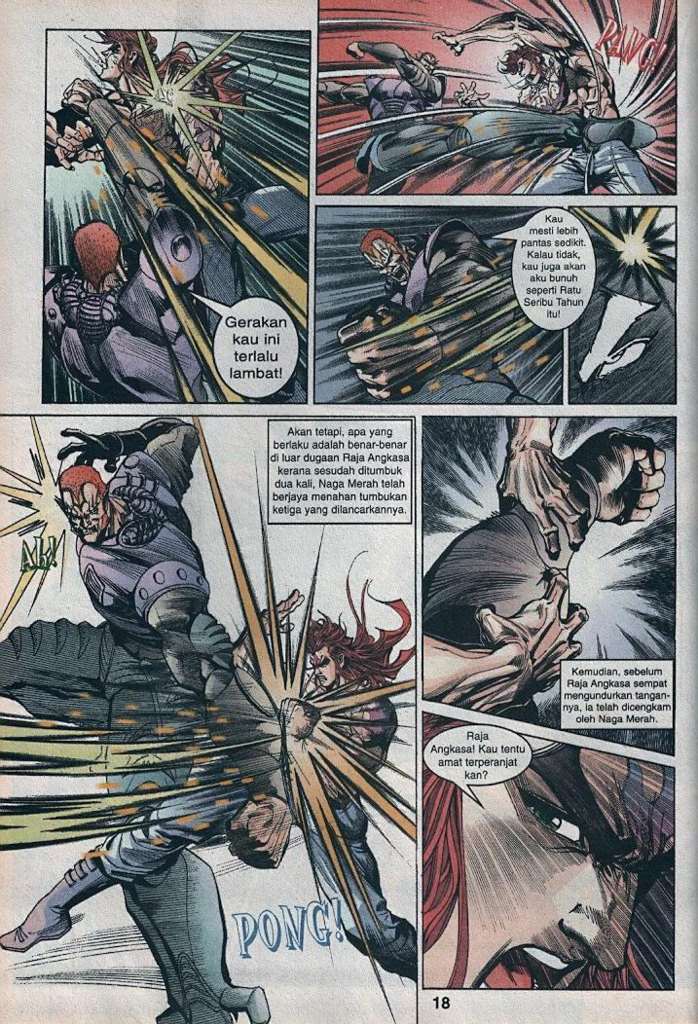 Gerakan
kau ini
terlalu
lambat!
PANG!
Kau
mesti lebih
pantas sedikit.
Kalau tidak,
kau juga akan
aku bunuh
seperti Ratu
Seribu Tahun
itu!
Akan tetapi, apa yang
berlaku adalah benar-benar
di luar dugaan Raja Angkasa
kerana sesudah ditumbuk
dua kali, Naga Merah telah
berjaya menahan tumbukan
ketiga yang dilancarkannya.
PONG!
Kemudian, sebelum
Raja Angkasa sempat
mengundurkan tangan-
nya, ia telah dicengkam
oleh Naga Merah.
Raja
Angkasa! Kau tentu
amat terperanjat
kan?
18